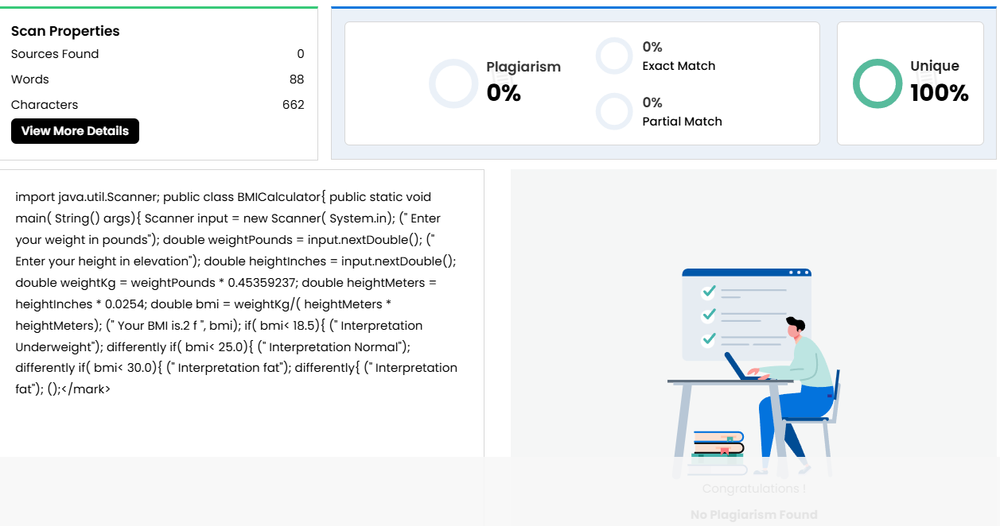 Scan Properties
Sources Found 0
Words 88
Characters 662
View More Details
Plagiarism
0%
0%
Exact Match
0%
Partial Match
Unique
100%
import java.util.Scanner; public class BMICalculator{ public static void
main( String() args){ Scanner input = new Scanner( System.in); (" Enter
your weight in pounds"); double weightPounds = input.nextDouble(); ("
Enter your height in elevation"); double heightInches = input.nextDouble();
double weightKg = weightPounds * 0.45359237; double heightMeters =
heightInches * 0.0254; double bmi = weightKg/( heightMeters *
heightMeters); (" Your BMI is.2 f ", bmi); if( bmi< 18.5){ (" Interpretation
Underweight"); differently if( bmi< 25.0){ (" Interpretation Normal");
differently if( bmi< 30.0){ (" Interpretation fat"); differently{ (" Interpretation
fat"); ();</mark>
Congratulations !
No Plagiarism Found